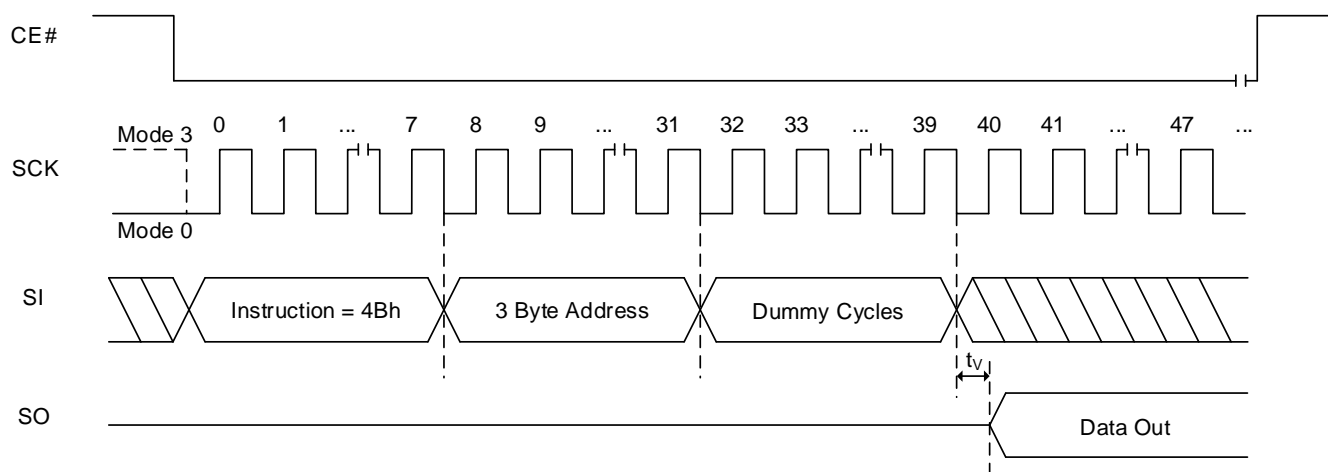 CE#
Mode 3 0 1 ... 7 8 9 ... 31 32 33 ... 39 40 41 ... 47 ...
SCK
Mode 0
SI Instruction = 4Bh 3 Byte Address Dummy Cycles
tV
SO Data Out